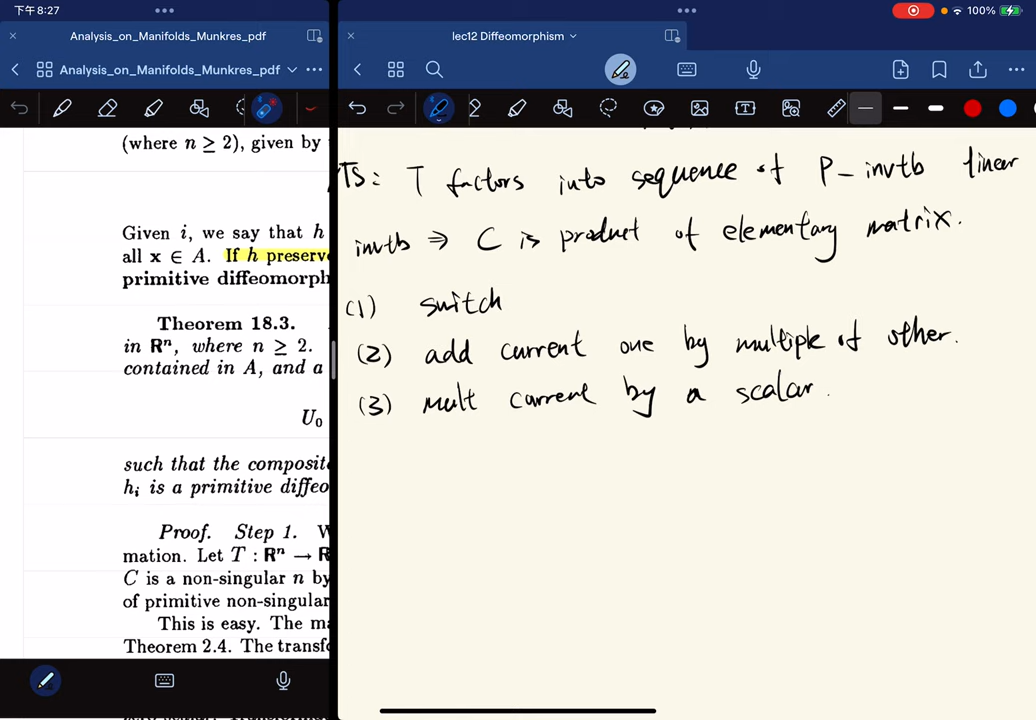 下午8:27
100%
Analysis_on_Manifolds_Munkres_pdf
lec12 Diffeomorphism
Analysis_on_Manifolds_Munkres_pdf
(where n ≥ 2), given by
Given i, we say that h
all x ∈ A. If h preserve
primitive diffeomorph
Theorem 18.3.
in Rⁿ, where n ≥ 2.
contained in A, and a
U₀
such that the composite
hᵢ is a primitive diffeo
Proof. Step 1. W
mation. Let T : Rⁿ → R
C is a non-singular n by
of primitive non-singular
This is easy. The ma
Theorem 2.4. The transf
TS: T factors into sequence of P_invtb linear
invtb ⇒ C is product of elementary matrix.
(1) switch
(2) add current one by multiple of other.
(3) mult current by a scalar.